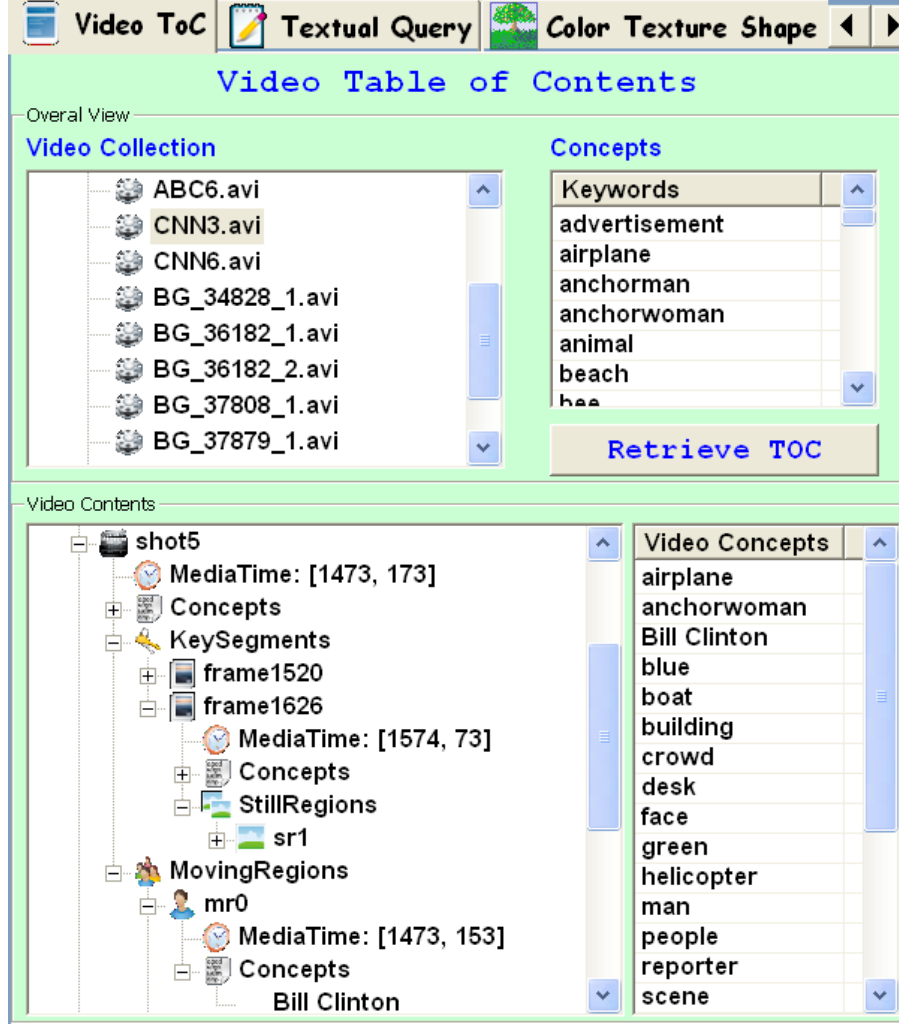 Video ToC Textual Query Color Texture Shape
Video Table of Contents
Overal View
Video Collection
ABC6.avi
CNN3.avi
CNN6.avi
BG_34828_1.avi
BG_36182_1.avi
BG_36182_2.avi
BG_37808_1.avi
BG_37879_1.avi
Concepts
Keywords
advertisement
airplane
anchorman
anchorwoman
animal
beach
bee
Retrieve TOC
Video Contents
shot5
MediaTime: [1473, 173]
Concepts
KeySegments
frame1520
frame1626
MediaTime: [1574, 73]
Concepts
StillRegions
sr1
MovingRegions
mr0
MediaTime: [1473, 153]
Concepts
Bill Clinton
Video Concepts
airplane
anchorwoman
Bill Clinton
blue
boat
building
crowd
desk
face
green
helicopter
man
people
reporter
scene